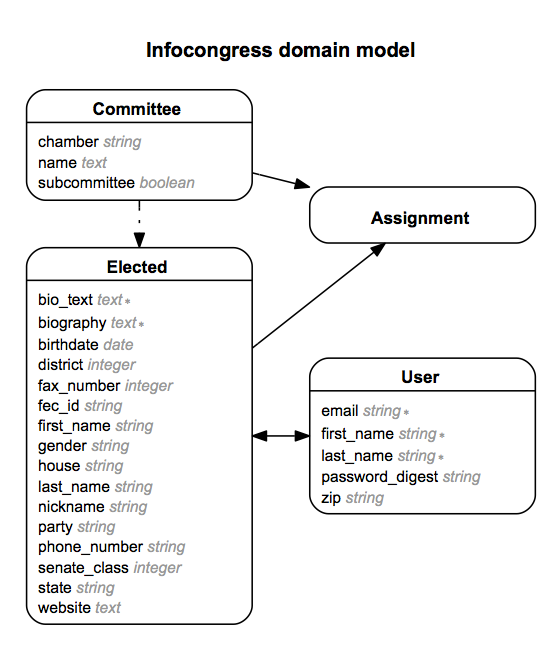 Infocongress domain model
Committee
chamber string
name text
subcommittee boolean
Assignment
Elected
bio_text text*
biography text*
birthdate date
district integer
fax_number integer
fec_id string
first_name string
gender string
house string
last_name string
nickname string
party string
phone_number string
senate_class integer
state string
website text
User
email string*
first_name string*
last_name string*
password_digest string
zip string